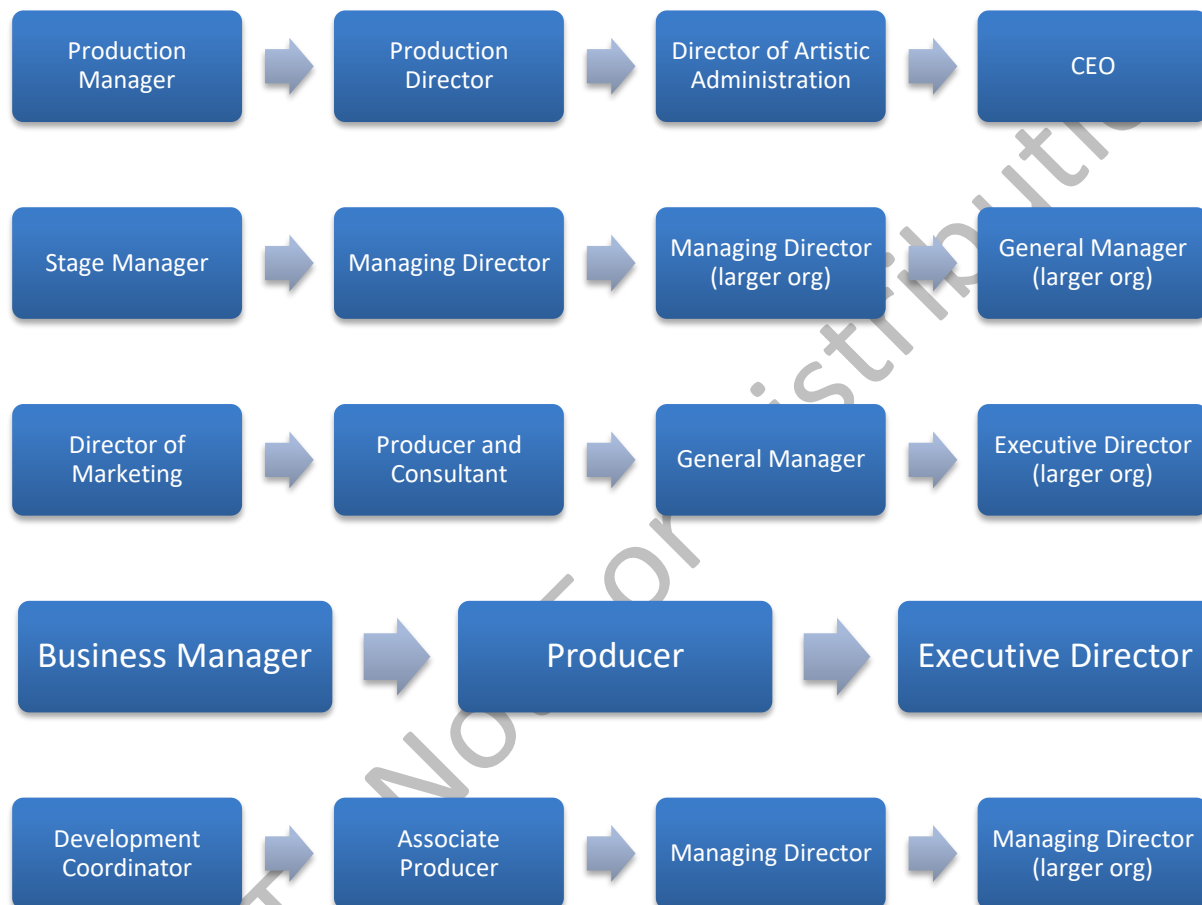 Production
Manager
Production
Director
Director of Artistic
Administration
CEO
Stage Manager
Managing Director
Managing Director
(larger org)
General Manager
(larger org)
Director of
Marketing
Producer and
Consultant
General Manager
Executive Director
(larger org)
Business Manager
Producer
Executive Director
Development
Coordinator
Associate
Producer
Managing Director
Managing Director
(larger org)